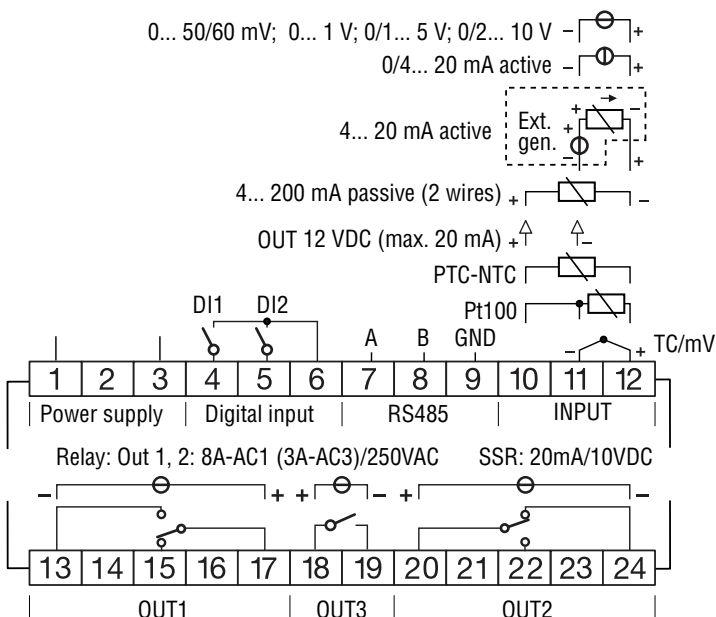 0... 50/60 mV; 0... 1 V; 0/1... 5 V; 0/2... 10 V - +
0/4... 20 mA active - +
+ -
4... 20 mA active Ext. gen. + - +
4... 200 mA passive (2 wires) + -
OUT 12 VDC (max. 20 mA) + -
PTC-NTC
Pt100
DI1 DI2
A B GND - + TC/mV
1 2 3 4 5 6 7 8 9 10 11 12
Power supply Digital input RS485 INPUT
Relay: Out 1, 2: 8A-AC1 (3A-AC3)/250VAC SSR: 20mA/10VDC
- + + - + -
13 14 15 16 17 18 19 20 21 22 23 24
OUT1 OUT3 OUT2